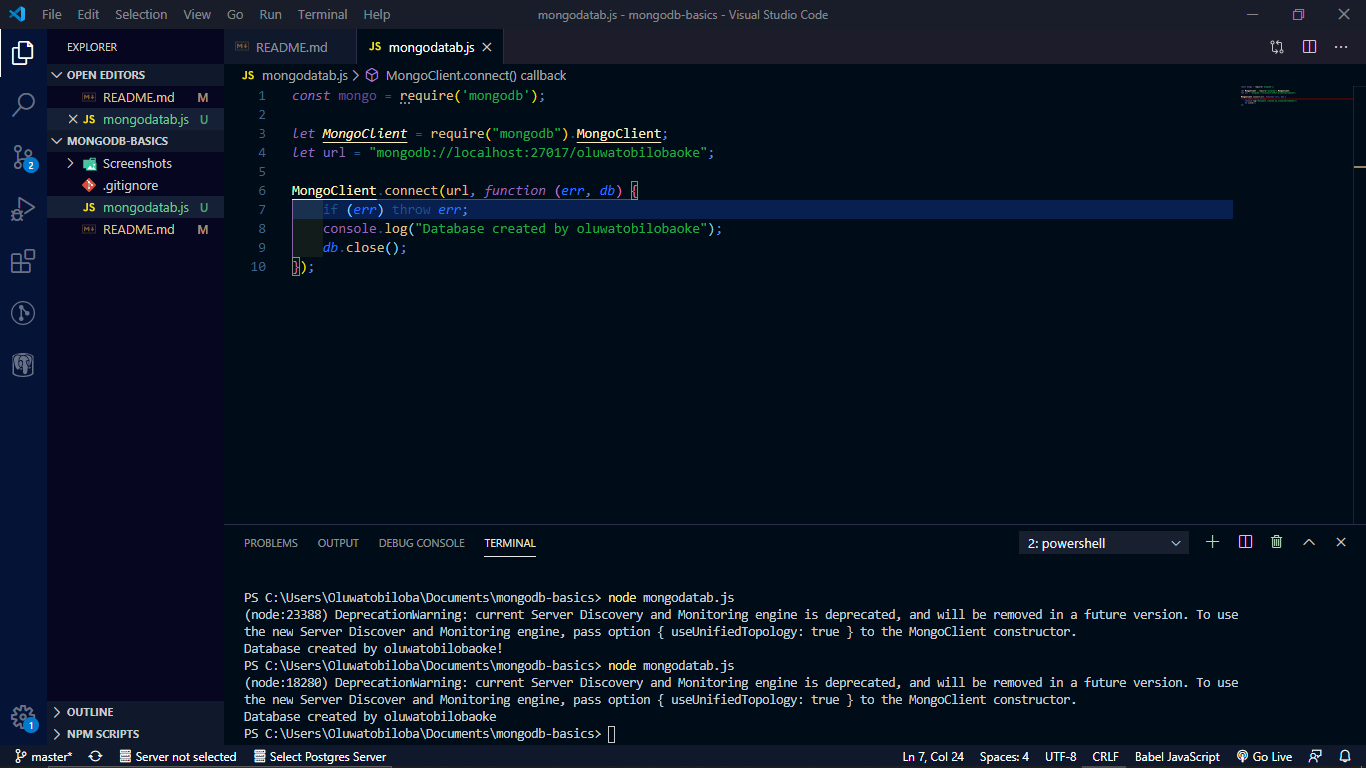 File Edit Selection View Go Run Terminal Help mongodatab.js - mongodb-basics - Visual Studio Code
EXPLORER
OPEN EDITORS
README.md M
JS mongodatab.js U
MONGODB-BASICS
Screenshots
.gitignore
JS mongodatab.js U
README.md M
OUTLINE
NPM SCRIPTS
2
1
README.md JS mongodatab.js
JS mongodatab.js > MongoClient.connect() callback
1 const mongo = require('mongodb');
2
3 let MongoClient = require("mongodb").MongoClient;
4 let url = "mongodb://localhost:27017/oluwatobilobaoke";
5
6 MongoClient.connect(url, function (err, db) {
7 if (err) throw err;
8 console.log("Database created by oluwatobilobaoke");
9 db.close();
10 });
PROBLEMS OUTPUT DEBUG CONSOLE TERMINAL 2: powershell
PS C:\Users\Oluwatobiloba\Documents\mongodb-basics> node mongodatab.js
(node:23388) DeprecationWarning: current Server Discovery and Monitoring engine is deprecated, and will be removed in a future version. To use
the new Server Discover and Monitoring engine, pass option { useUnifiedTopology: true } to the MongoClient constructor.
Database created by oluwatobilobaoke!
PS C:\Users\Oluwatobiloba\Documents\mongodb-basics> node mongodatab.js
(node:18280) DeprecationWarning: current Server Discovery and Monitoring engine is deprecated, and will be removed in a future version. To use
the new Server Discover and Monitoring engine, pass option { useUnifiedTopology: true } to the MongoClient constructor.
Database created by oluwatobilobaoke
PS C:\Users\Oluwatobiloba\Documents\mongodb-basics>
master* Server not selected Select Postgres Server Ln 7, Col 24 Spaces: 4 UTF-8 CRLF Babel JavaScript Go Live